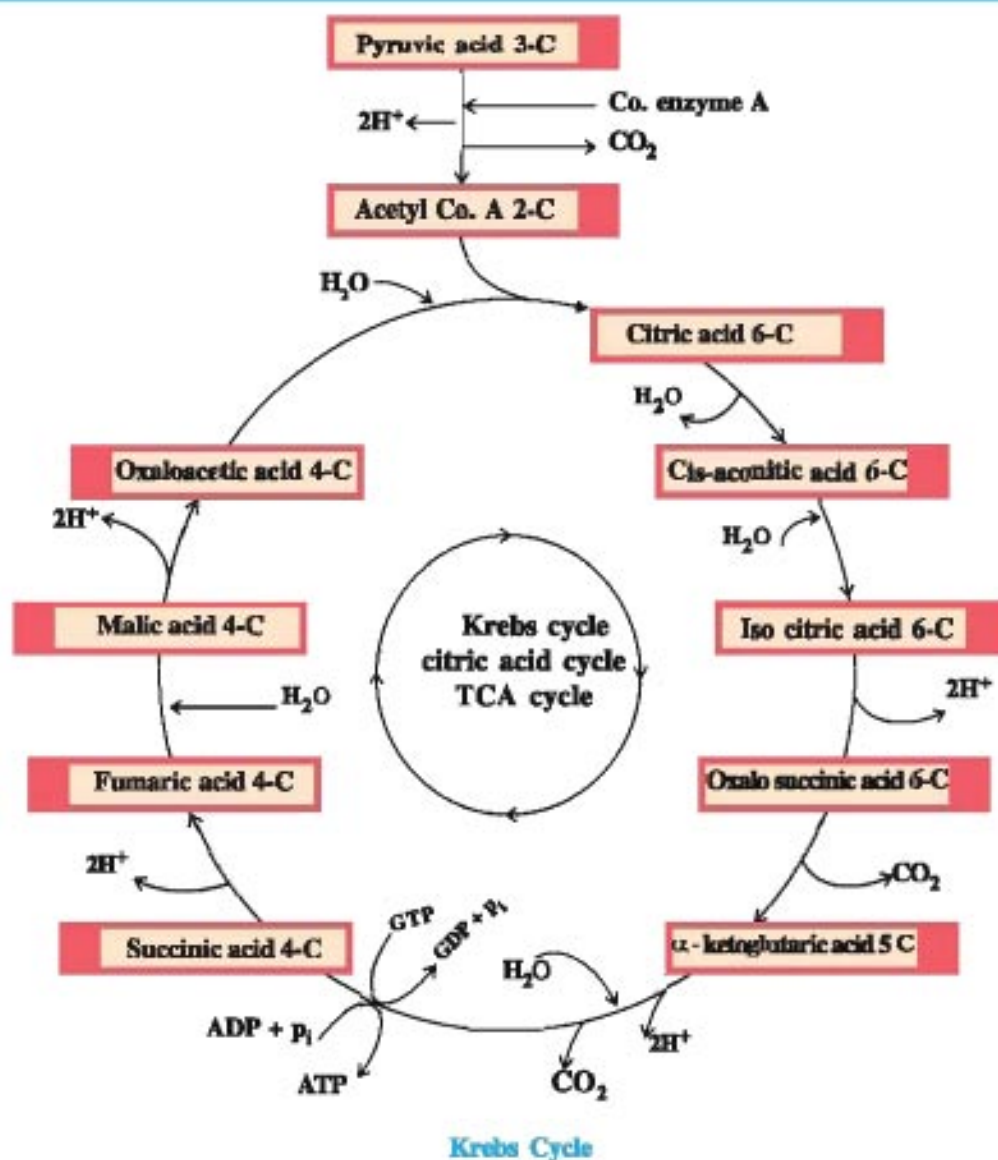 Pyruvic acid 3-C
Co. enzyme A
2H⁺
CO₂
Acetyl Co. A 2-C
H₂O
Citric acid 6-C
H₂O
Oxaloacetic acid 4-C
Cis-aconitic acid 6-C
2H⁺
H₂O
Malic acid 4-C
Krebs cycle
citric acid cycle
TCA cycle
Iso citric acid 6-C
2H⁺
H₂O
Fumaric acid 4-C
Oxalo succinic acid 6-C
2H⁺
CO₂
GTP
GDP + pᵢ
Succinic acid 4-C
α - ketoglutaric acid 5 C
H₂O
ADP + pᵢ
2H⁺
ATP
CO₂
Krebs Cycle